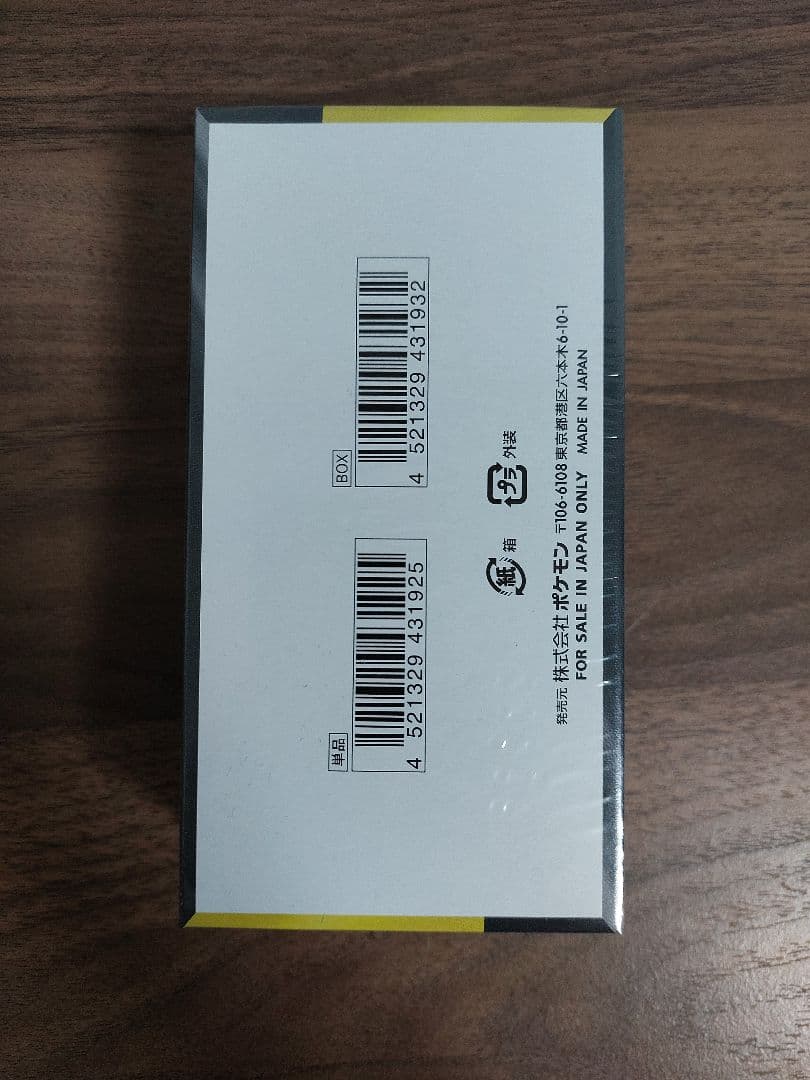 単品
4 521329 431925
BOX
4 521329 431932
紙 箱
プラ 外装
発売元 株式会社 ポケモン 〒106-6108 東京都港区六本木6-10-1
FOR SALE IN JAPAN ONLY MADE IN JAPAN